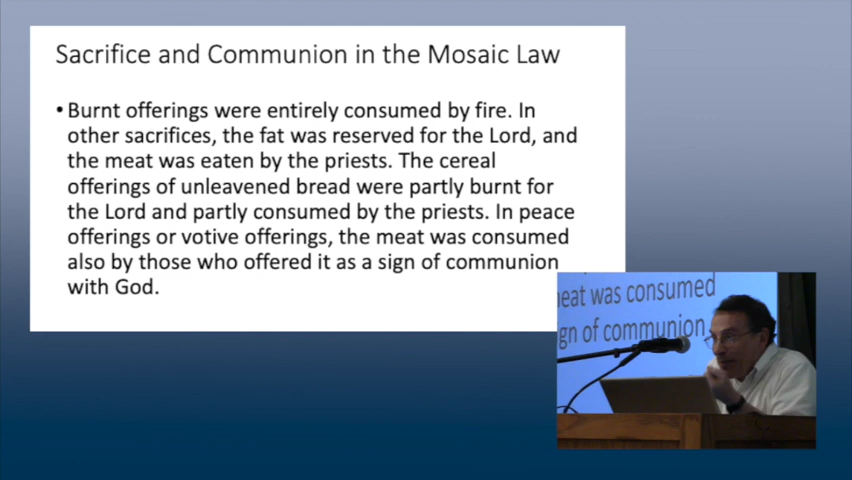 Sacrifice and Communion in the Mosaic Law
• Burnt offerings were entirely consumed by fire. In
other sacrifices, the fat was reserved for the Lord, and
the meat was eaten by the priests. The cereal
offerings of unleavened bread were partly burnt for
the Lord and partly consumed by the priests. In peace
offerings or votive offerings, the meat was consumed
also by those who offered it as a sign of communion
with God.
meat was consumed
sign of communion